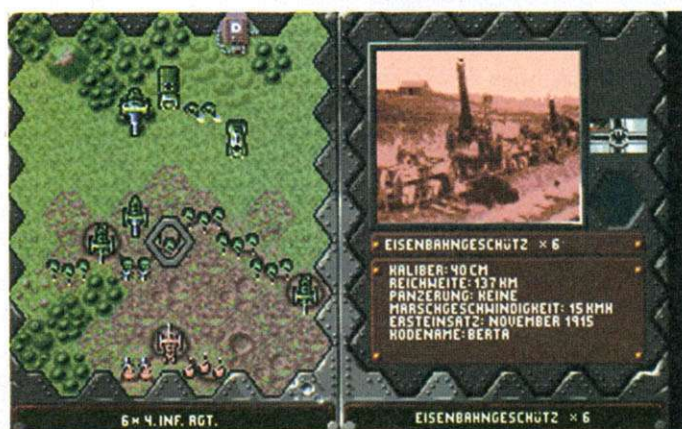 D
6 × 4. INF. RGT.
EISENBAHNGESCHÜTZ × 6
KALIBER: 40 CM
REICHWEITE: 137 KM
PANZERUNG: KEINE
MARSCHGESCHWINDIGKEIT: 15 KMH
ERSTEINSATZ: NOVEMBER 1915
KODENAME: BERTA
EISENBAHNGESCHÜTZ × 6